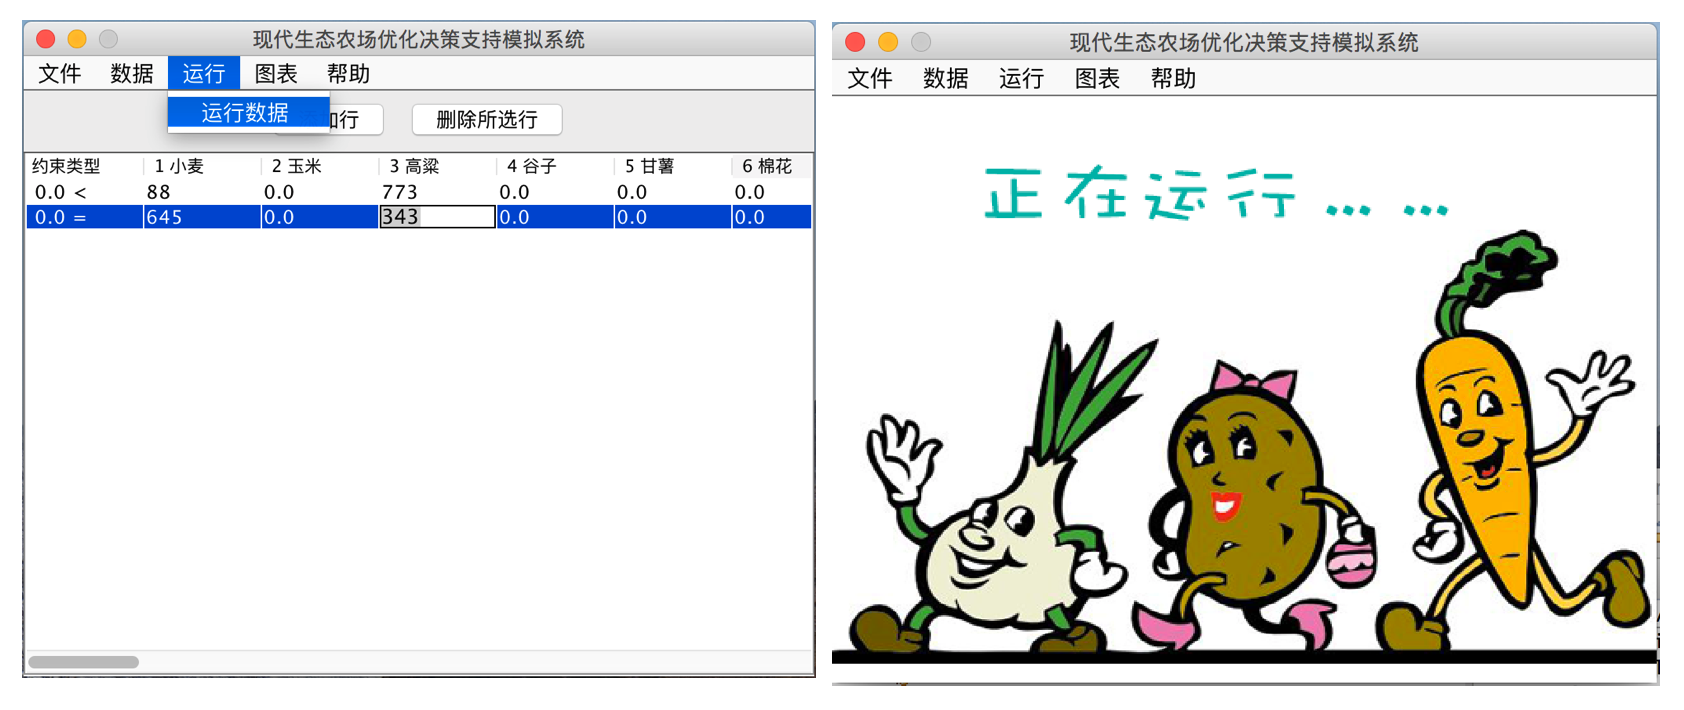 现代生态农场优化决策支持模拟系统
文件 数据 运行 图表 帮助
运行数据 加行 删除所选行
约束类型 1 小麦 2 玉米 3 高粱 4 谷子 5 甘薯 6 棉花
0.0 < 88 0.0 773 0.0 0.0 0.0
0.0 = 645 0.0 343 0.0 0.0 0.0
现代生态农场优化决策支持模拟系统
文件 数据 运行 图表 帮助
正在运行... ...